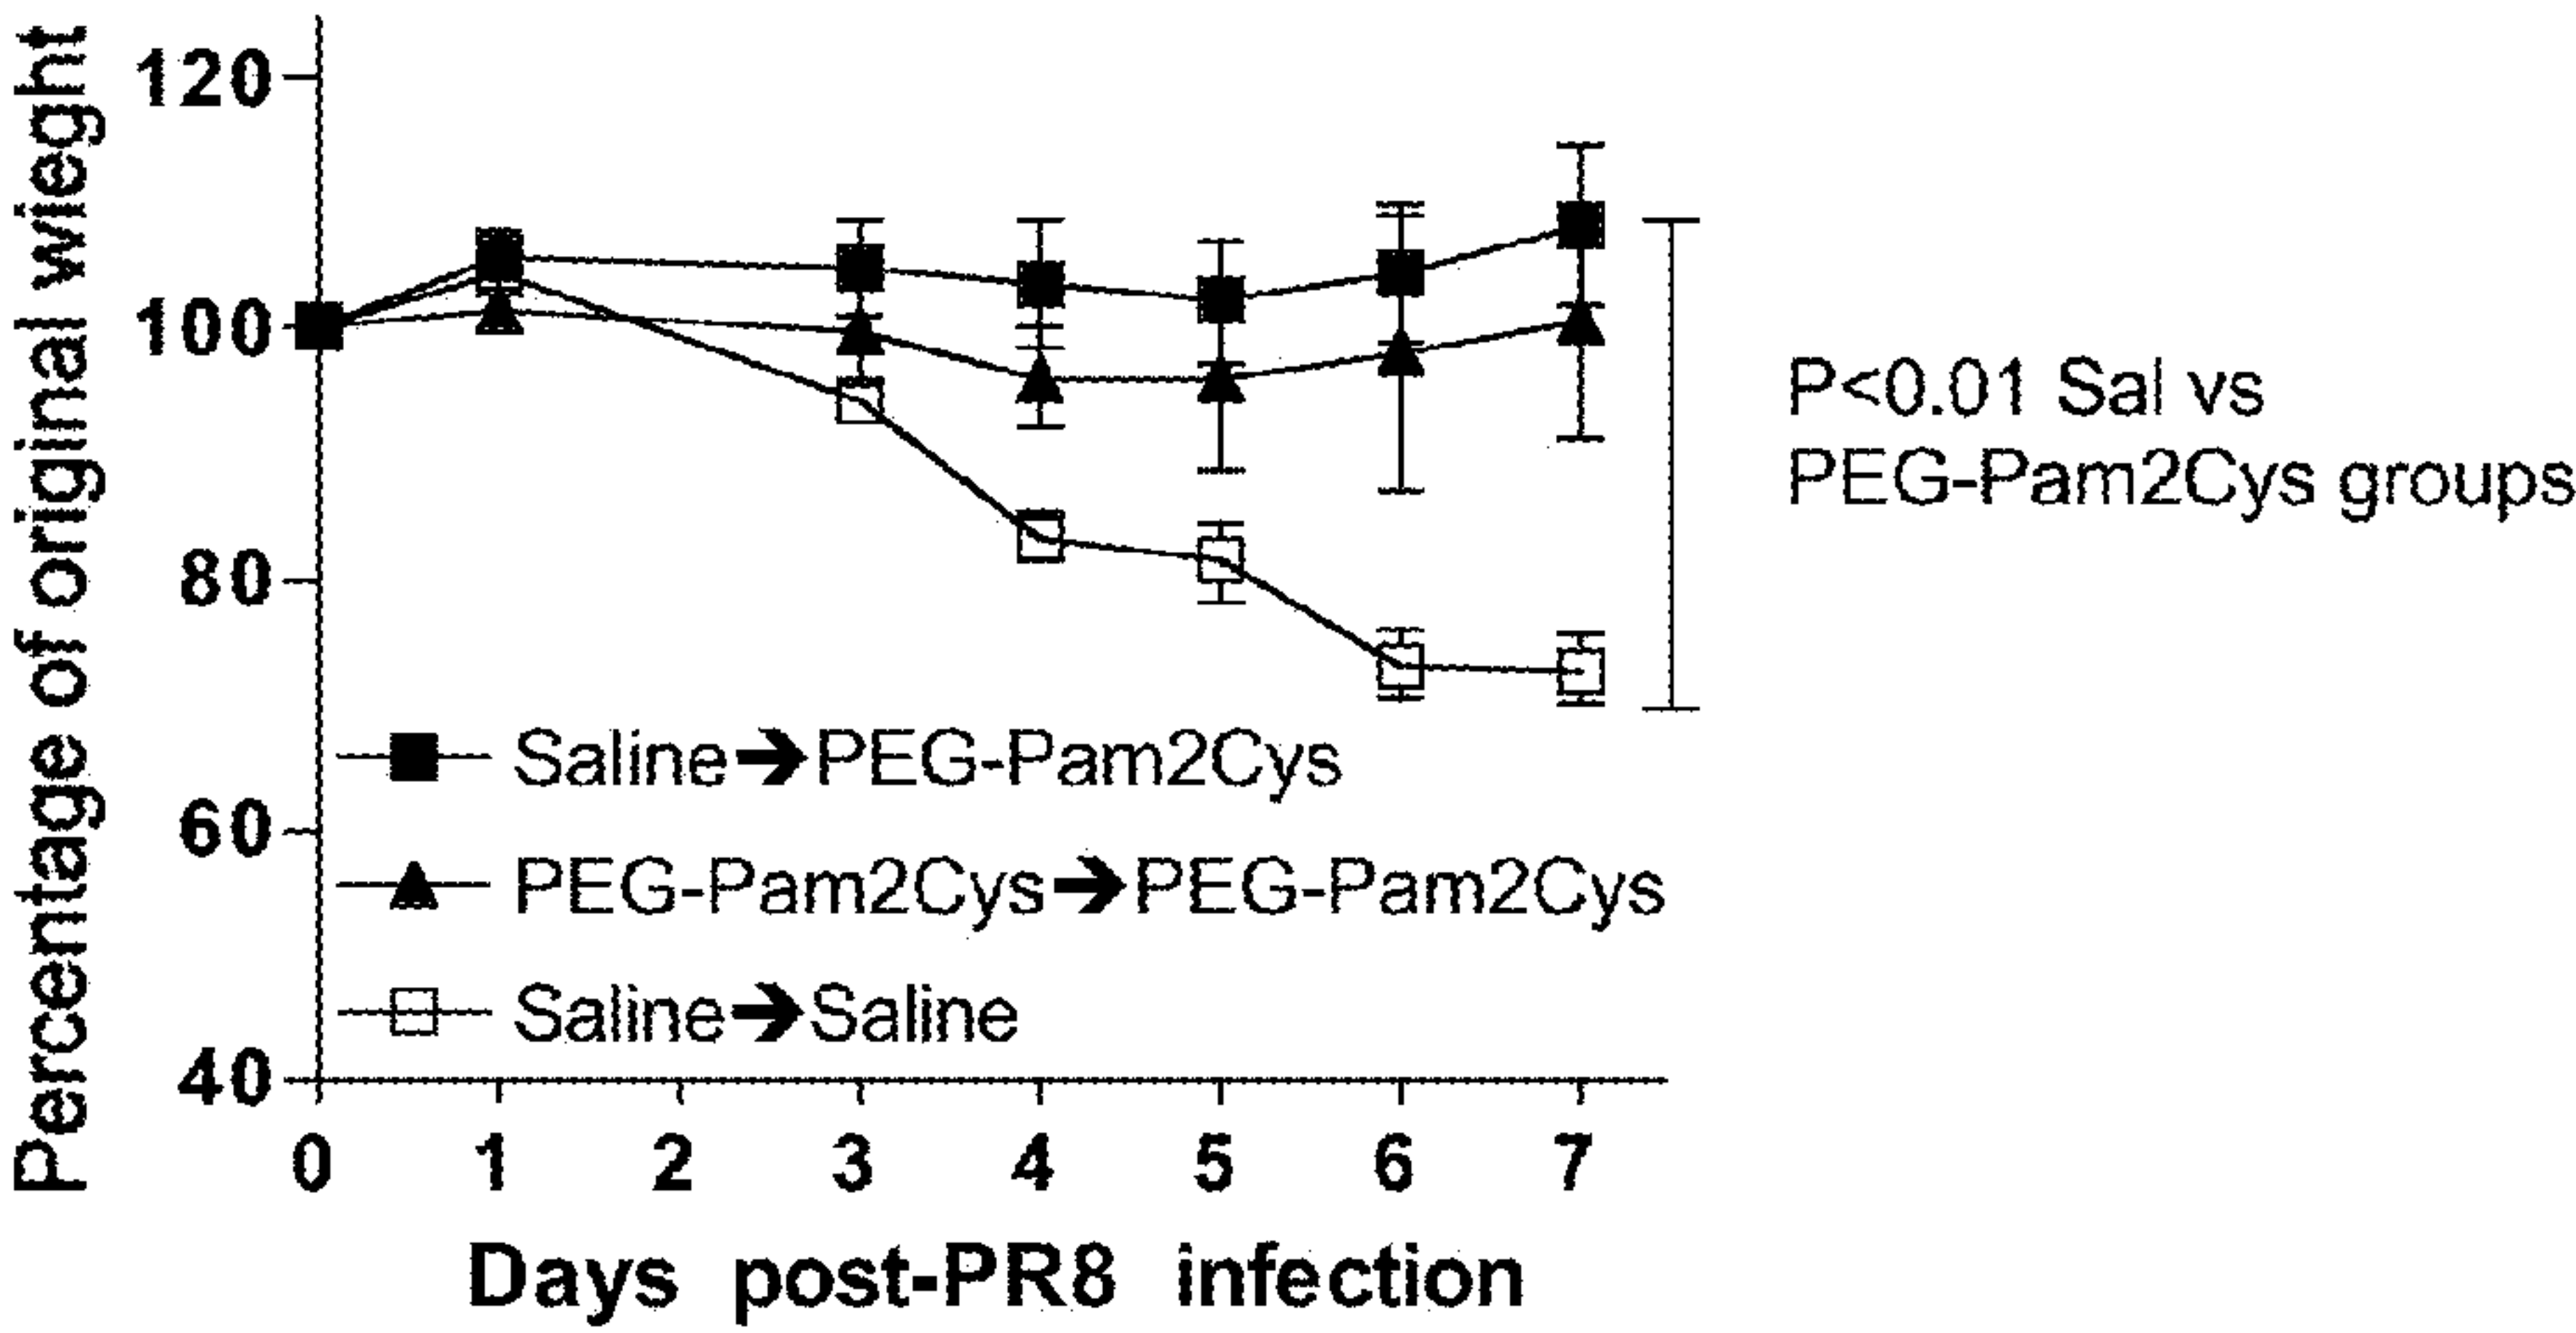 Percentage of original wieght
120
100
80
60
40
P<0.01 Sal vs
PEG-Pam2Cys groups
Saline➔PEG-Pam2Cys
PEG-Pam2Cys➔PEG-Pam2Cys
Saline➔Saline
0 1 2 3 4 5 6 7
Days post-PR8 infection